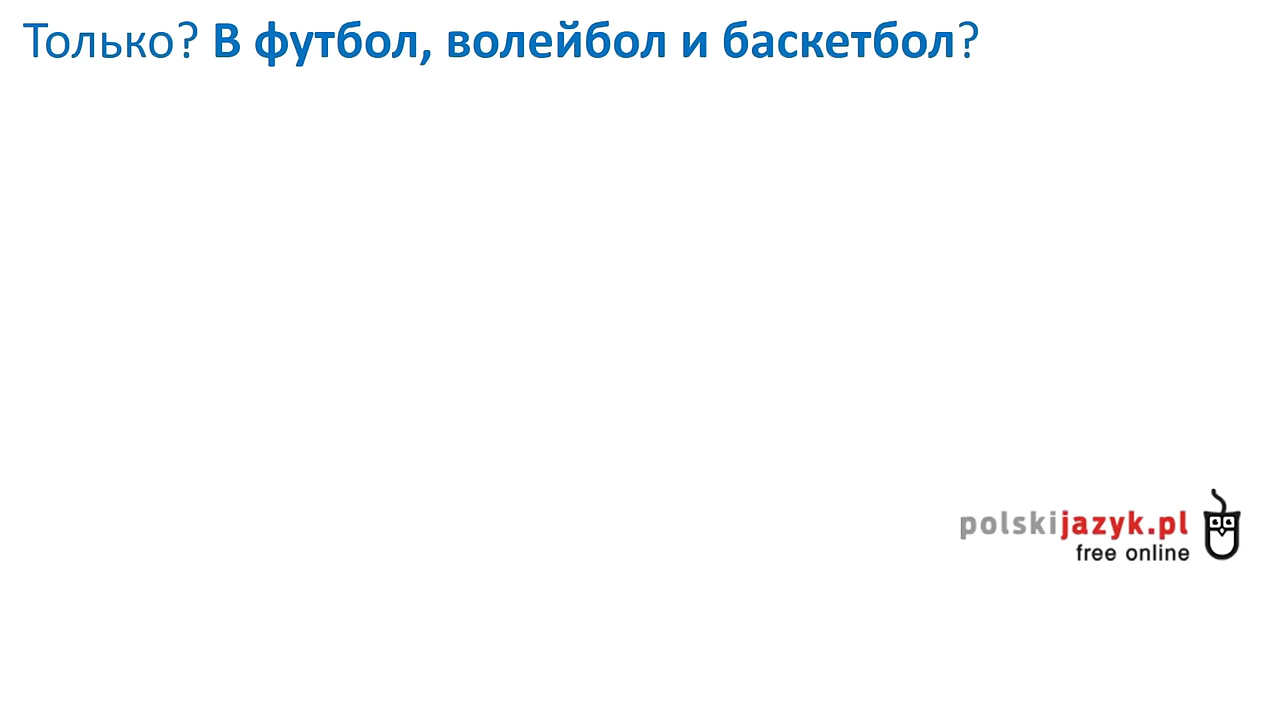 Только? В футбол, волейбол и баскетбол?
polskijazyk.pl
free online